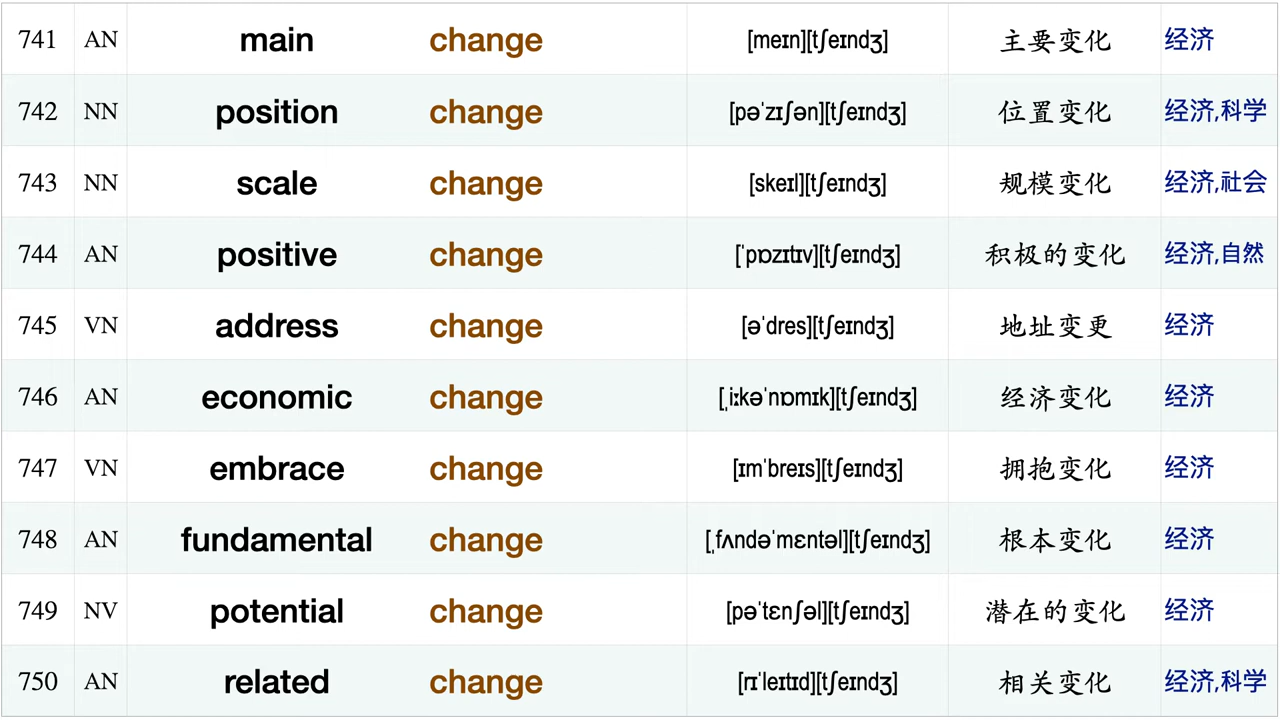 741 AN main change [meɪn][tʃeɪndʒ] 主要变化 经济
742 NN position change [pəˈzɪʃən][tʃeɪndʒ] 位置变化 经济,科学
743 NN scale change [skeɪl][tʃeɪndʒ] 规模变化 经济,社会
744 AN positive change [ˈpɒzɪtɪv][tʃeɪndʒ] 积极的变化 经济,自然
745 VN address change [əˈdres][tʃeɪndʒ] 地址变更 经济
746 AN economic change [ˌiːkəˈnɒmɪk][tʃeɪndʒ] 经济变化 经济
747 VN embrace change [ɪmˈbreɪs][tʃeɪndʒ] 拥抱变化 经济
748 AN fundamental change [ˌfʌndəˈmɛntəl][tʃeɪndʒ] 根本变化 经济
749 NV potential change [pəˈtɛnʃəl][tʃeɪndʒ] 潜在的变化 经济
750 AN related change [rɪˈleɪtɪd][tʃeɪndʒ] 相关变化 经济,科学